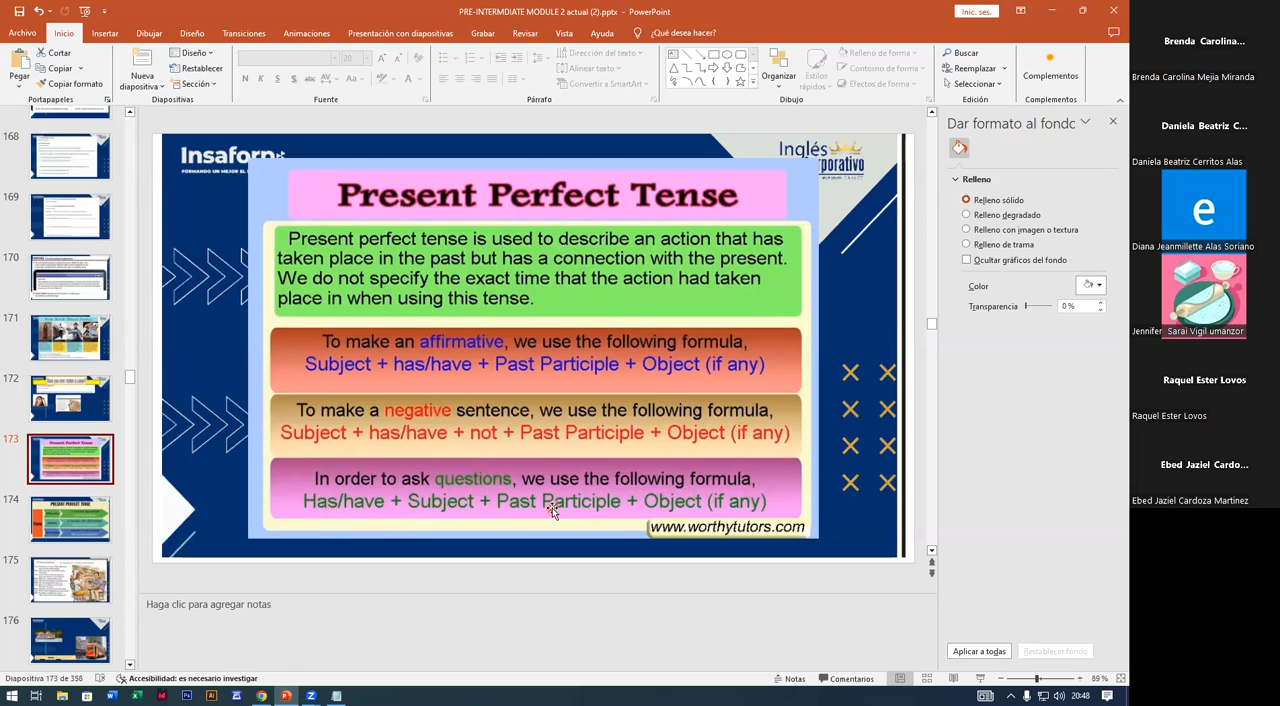 PRE-INTERMDIATE MODULE 2 actual (2).pptx - PowerPoint
Inic. ses.
Archivo Inicio Insertar Dibujar Diseño Transiciones Animaciones Presentación con diapositivas Grabar Revisar Vista Ayuda ¿Qué desea hacer?
Pegar
Cortar
Copiar
Copiar formato
Portapapeles
Nueva
diapositiva
Diseño
Restablecer
Sección
Diapositivas
20
N K S S abc AV Aa A
Fuente
Dirección del texto
Alinear texto
Convertir a SmartArt
Párrafo
Organizar
Estilos
rápidos
Relleno de forma
Contorno de forma
Efectos de forma
Dibujo
Buscar
Reemplazar
Seleccionar
Edición
Complementos
Complementos
168
169
170
171
172
173
174
175
176
Insaforp
FORMANDO UN MEJOR EL S
Inglés
rporativo
Present Perfect Tense
Present perfect tense is used to describe an action that has
taken place in the past but has a connection with the present.
We do not specify the exact time that the action had taken
place in when using this tense.
To make an affirmative, we use the following formula,
Subject + has/have + Past Participle + Object (if any)
To make a negative sentence, we use the following formula,
Subject + has/have + not + Past Participle + Object (if any)
In order to ask questions, we use the following formula,
Has/have + Subject + Past Participle + Object (if any)
www.worthytutors.com
Haga clic para agregar notas
Dar formato al fondo
Relleno
Relleno sólido
Relleno degradado
Relleno con imagen o textura
Relleno de trama
Ocultar gráficos del fondo
Color
Transparencia 0 %
Aplicar a todas
Restablecer fondo
Diapositiva 173 de 358
Accesibilidad: es necesario investigar
Notas
Comentarios
89 %
20:48
Brenda Carolina...
Brenda Carolina Mejia Miranda
Daniela Beatriz C...
Daniela Beatriz Cerritos Alas
e
Diana Jeanmillette Alas Soriano
Jennifer Sarai Vigil umanzor
Raquel Ester Lovos
Raquel Ester Lovos
Ebed Jaziel Cardo...
Ebed Jaziel Cardoza Martinez